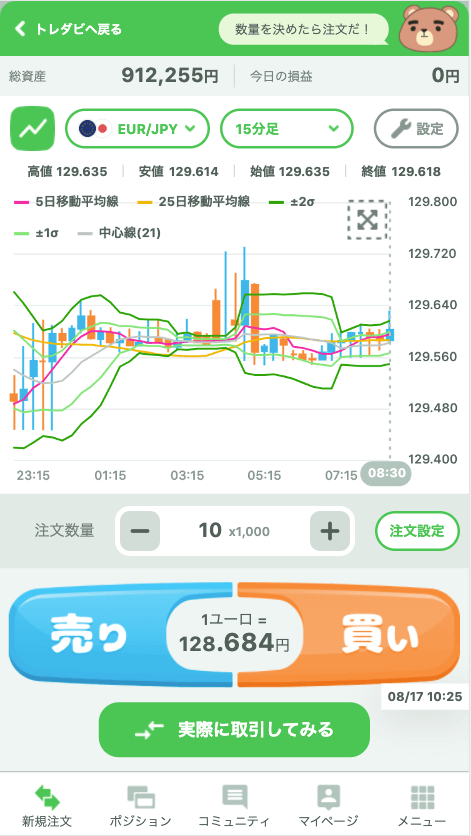 トレダビへ戻る
数量を決めたら注文だ！
総資産 912,255円 今日の損益 0円
EUR/JPY 15分足 設定
高値 129.635 安値 129.614 始値 129.635 終値 129.618
5日移動平均線 25日移動平均線 ±2σ
±1σ 中心線(21)
129.800
129.720
129.640
129.560
129.480
129.400
23:15 01:15 03:15 05:15 07:15 08:30
注文数量 10 x1,000 注文設定
売り 1ユーロ = 買い
128.684円
08/17 10:25
実際に取引してみる
新規注文 ポジション コミュニティ マイページ メニュー